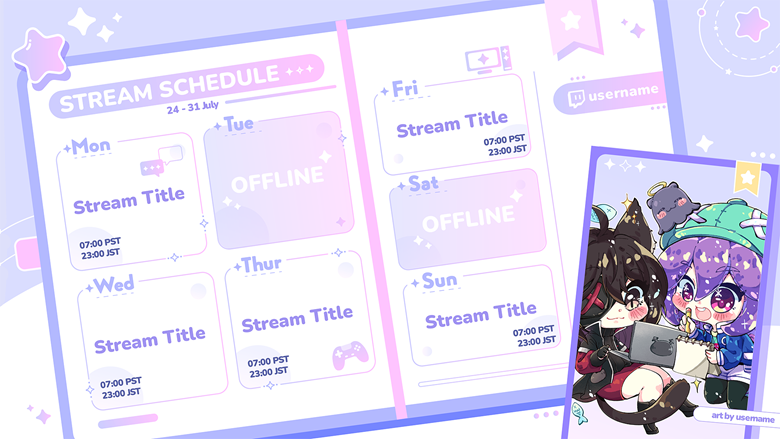 STREAM SCHEDULE
24 - 31 July
Mon
Stream Title
07:00 PST
23:00 JST
Tue
OFFLINE
Wed
Stream Title
07:00 PST
23:00 JST
Thur
Stream Title
07:00 PST
23:00 JST
Fri
Stream Title
07:00 PST
23:00 JST
Sat
OFFLINE
Sun
Stream Title
07:00 PST
23:00 JST
username
art by username